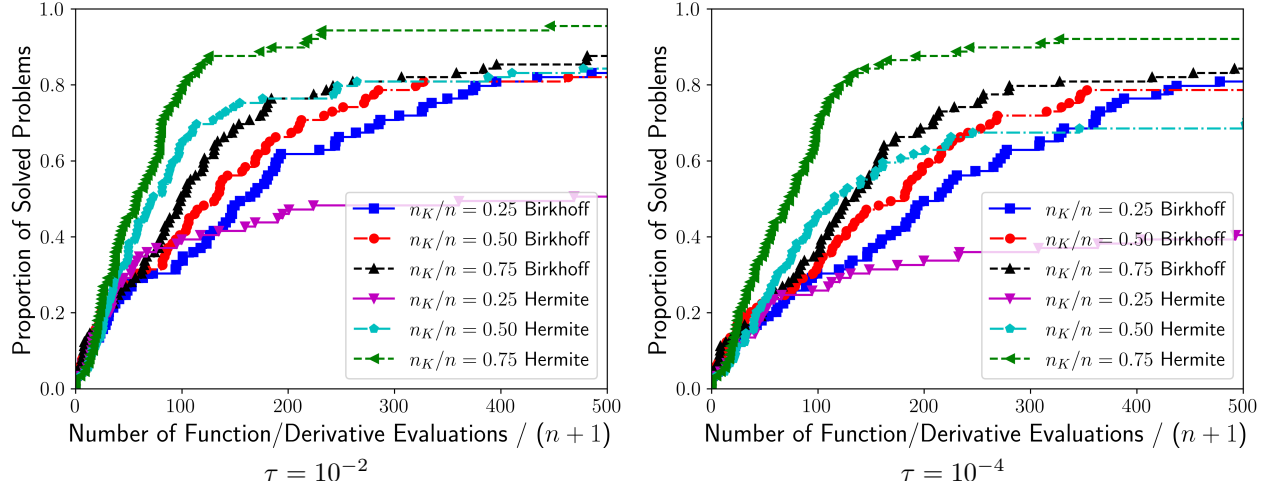 Proportion of Solved Problems
1.0
0.8
0.6
0.4
0.2
0.0
0 100 200 300 400 500
n_K/n = 0.25 Birkhoff
n_K/n = 0.50 Birkhoff
n_K/n = 0.75 Birkhoff
n_K/n = 0.25 Hermite
n_K/n = 0.50 Hermite
n_K/n = 0.75 Hermite
Number of Function/Derivative Evaluations / (n + 1)
τ = 10⁻²
Proportion of Solved Problems
1.0
0.8
0.6
0.4
0.2
0.0
0 100 200 300 400 500
n_K/n = 0.25 Birkhoff
n_K/n = 0.50 Birkhoff
n_K/n = 0.75 Birkhoff
n_K/n = 0.25 Hermite
n_K/n = 0.50 Hermite
n_K/n = 0.75 Hermite
Number of Function/Derivative Evaluations / (n + 1)
τ = 10⁻⁴